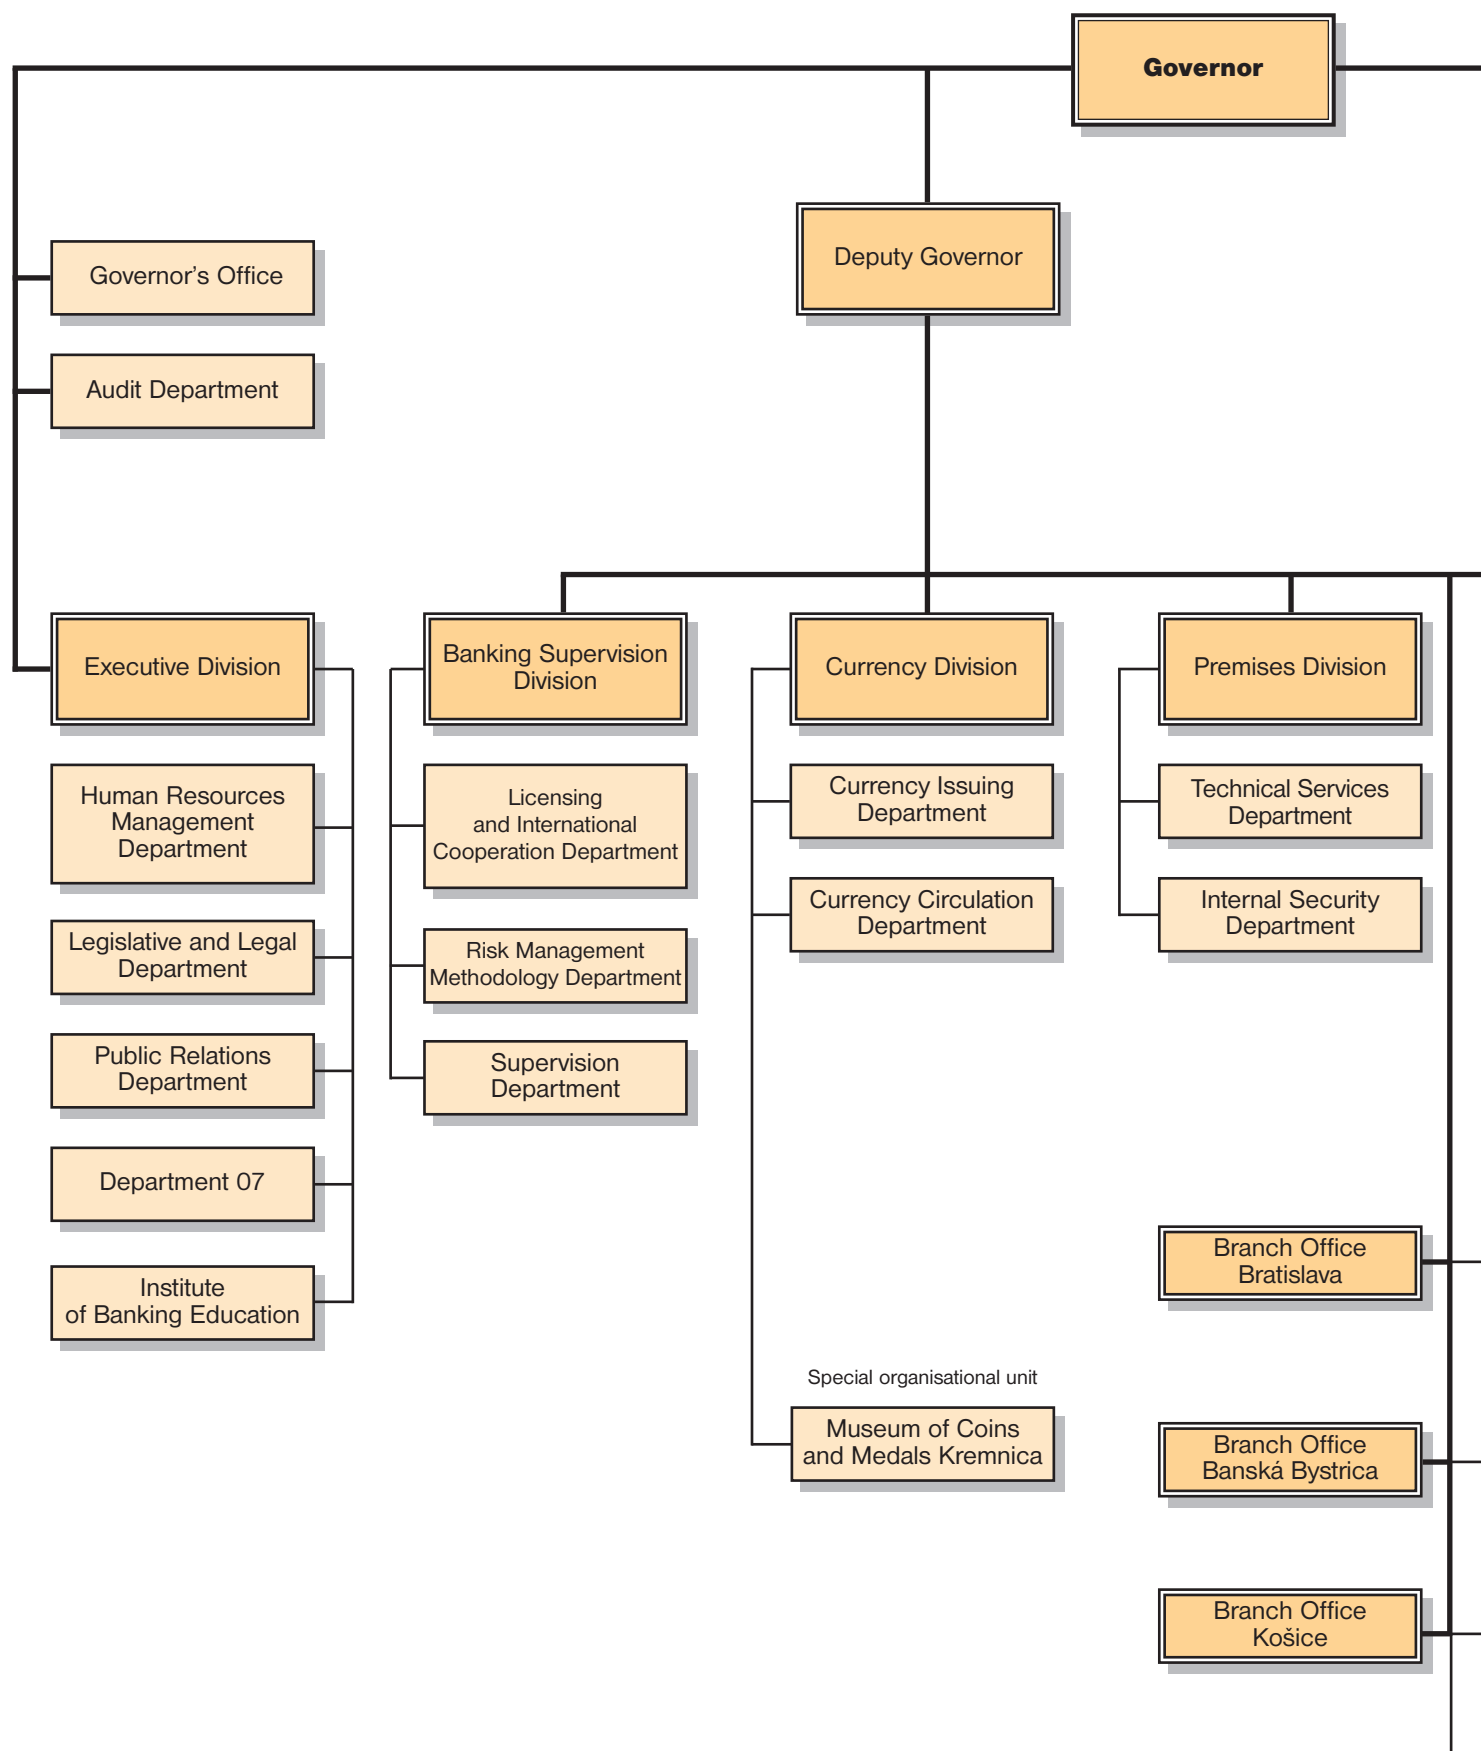 Governor
Deputy Governor
Governor’s Office
Audit Department
Executive Division
Human Resources
Management
Department
Legislative and Legal
Department
Public Relations
Department
Department 07
Institute
of Banking Education
Banking Supervision
Division
Licensing
and International
Cooperation Department
Risk Management
Methodology Department
Supervision
Department
Currency Division
Currency Issuing
Department
Currency Circulation
Department
Special organisational unit
Museum of Coins
and Medals Kremnica
Premises Division
Technical Services
Department
Internal Security
Department
Branch Office
Bratislava
Branch Office
Banská Bystrica
Branch Office
Košice